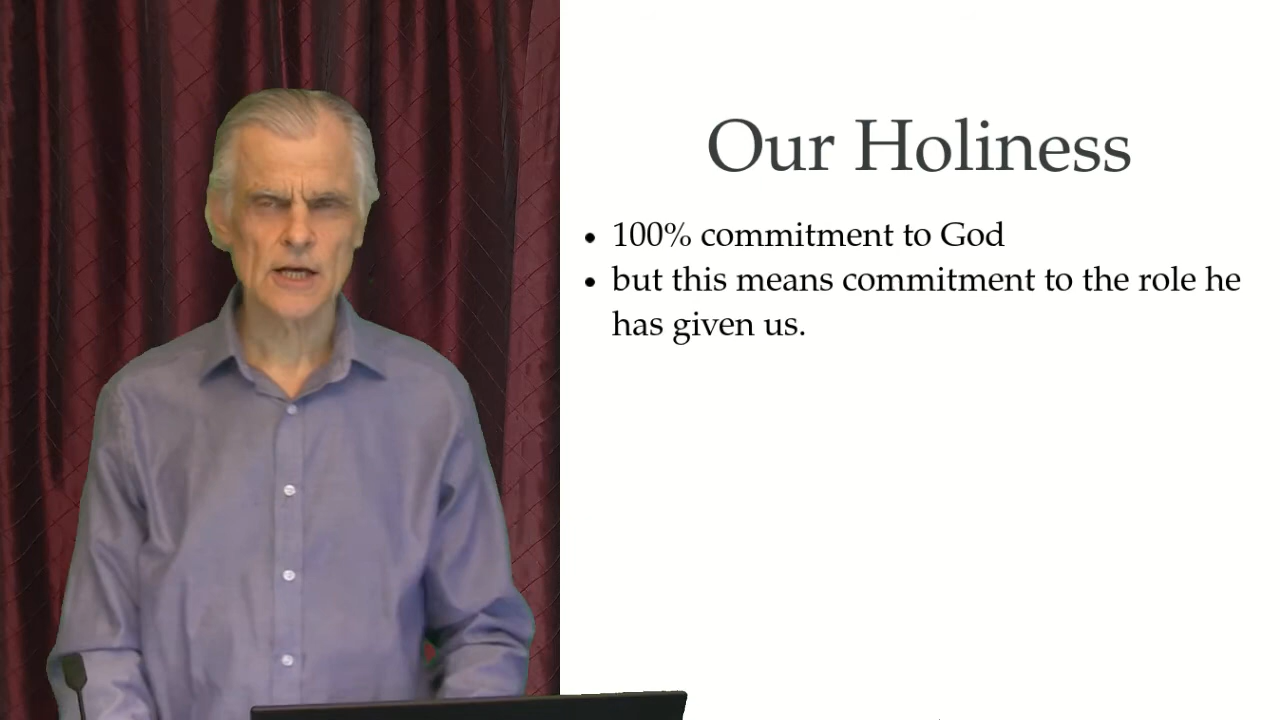 Our Holiness
• 100% commitment to God
• but this means commitment to the role he
has given us.